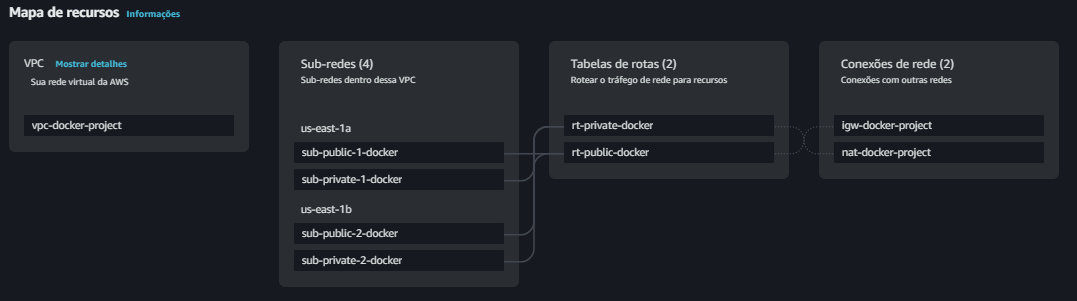 Mapa de recursos Informações
VPC Mostrar detalhes
Sua rede virtual da AWS
vpc-docker-project
Sub-redes (4)
Sub-redes dentro dessa VPC
us-east-1a
sub-public-1-docker
sub-private-1-docker
us-east-1b
sub-public-2-docker
sub-private-2-docker
Tabelas de rotas (2)
Rotear o tráfego de rede para recursos
rt-private-docker
rt-public-docker
Conexões de rede (2)
Conexões com outras redes
igw-docker-project
nat-docker-project